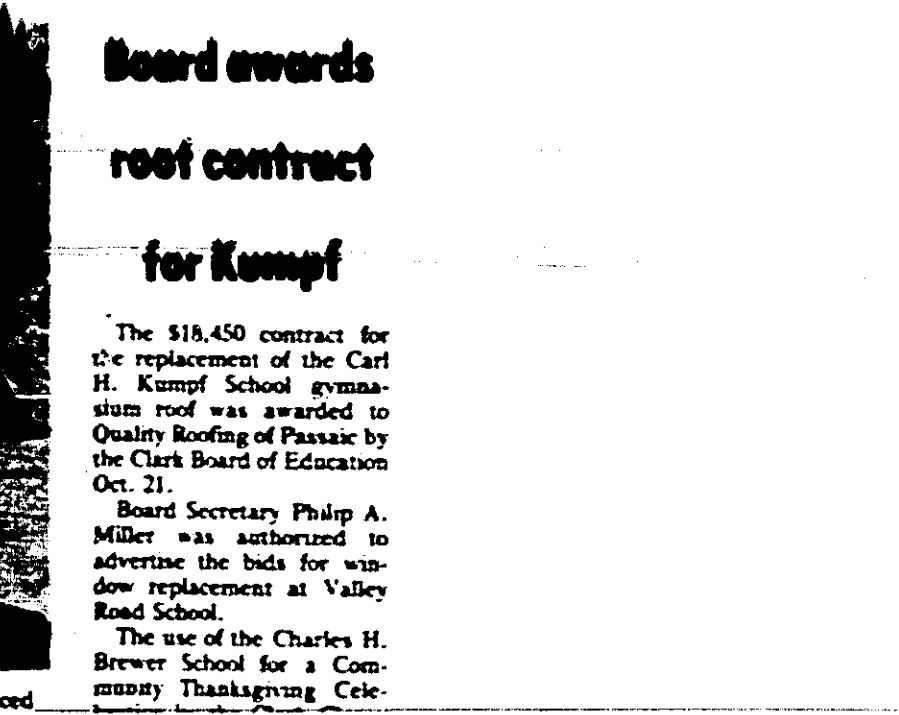 Board awards
roof contract
for Kumpf
The $18,450 contract for
the replacement of the Carl
H. Kumpf School gymna-
sium roof was awarded to
Quality Roofing of Passaic by
the Clark Board of Education
Oct. 21.
Board Secretary Philip A.
Miller was authorized to
advertise the bids for win-
dow replacement at Valley
Road School.
The use of the Charles H.
Brewer School for a Com-
munity Thanksgiving Cele-
ced